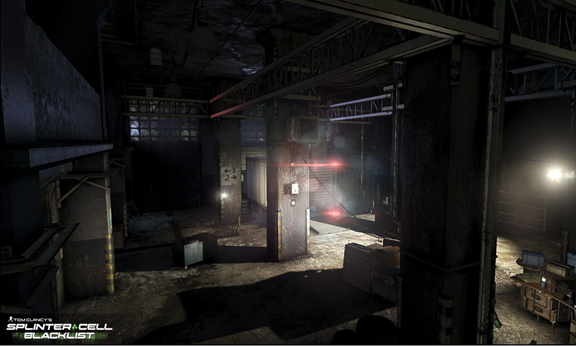 TOM CLANCY'S
SPLINTER CELL
BLACKLIST